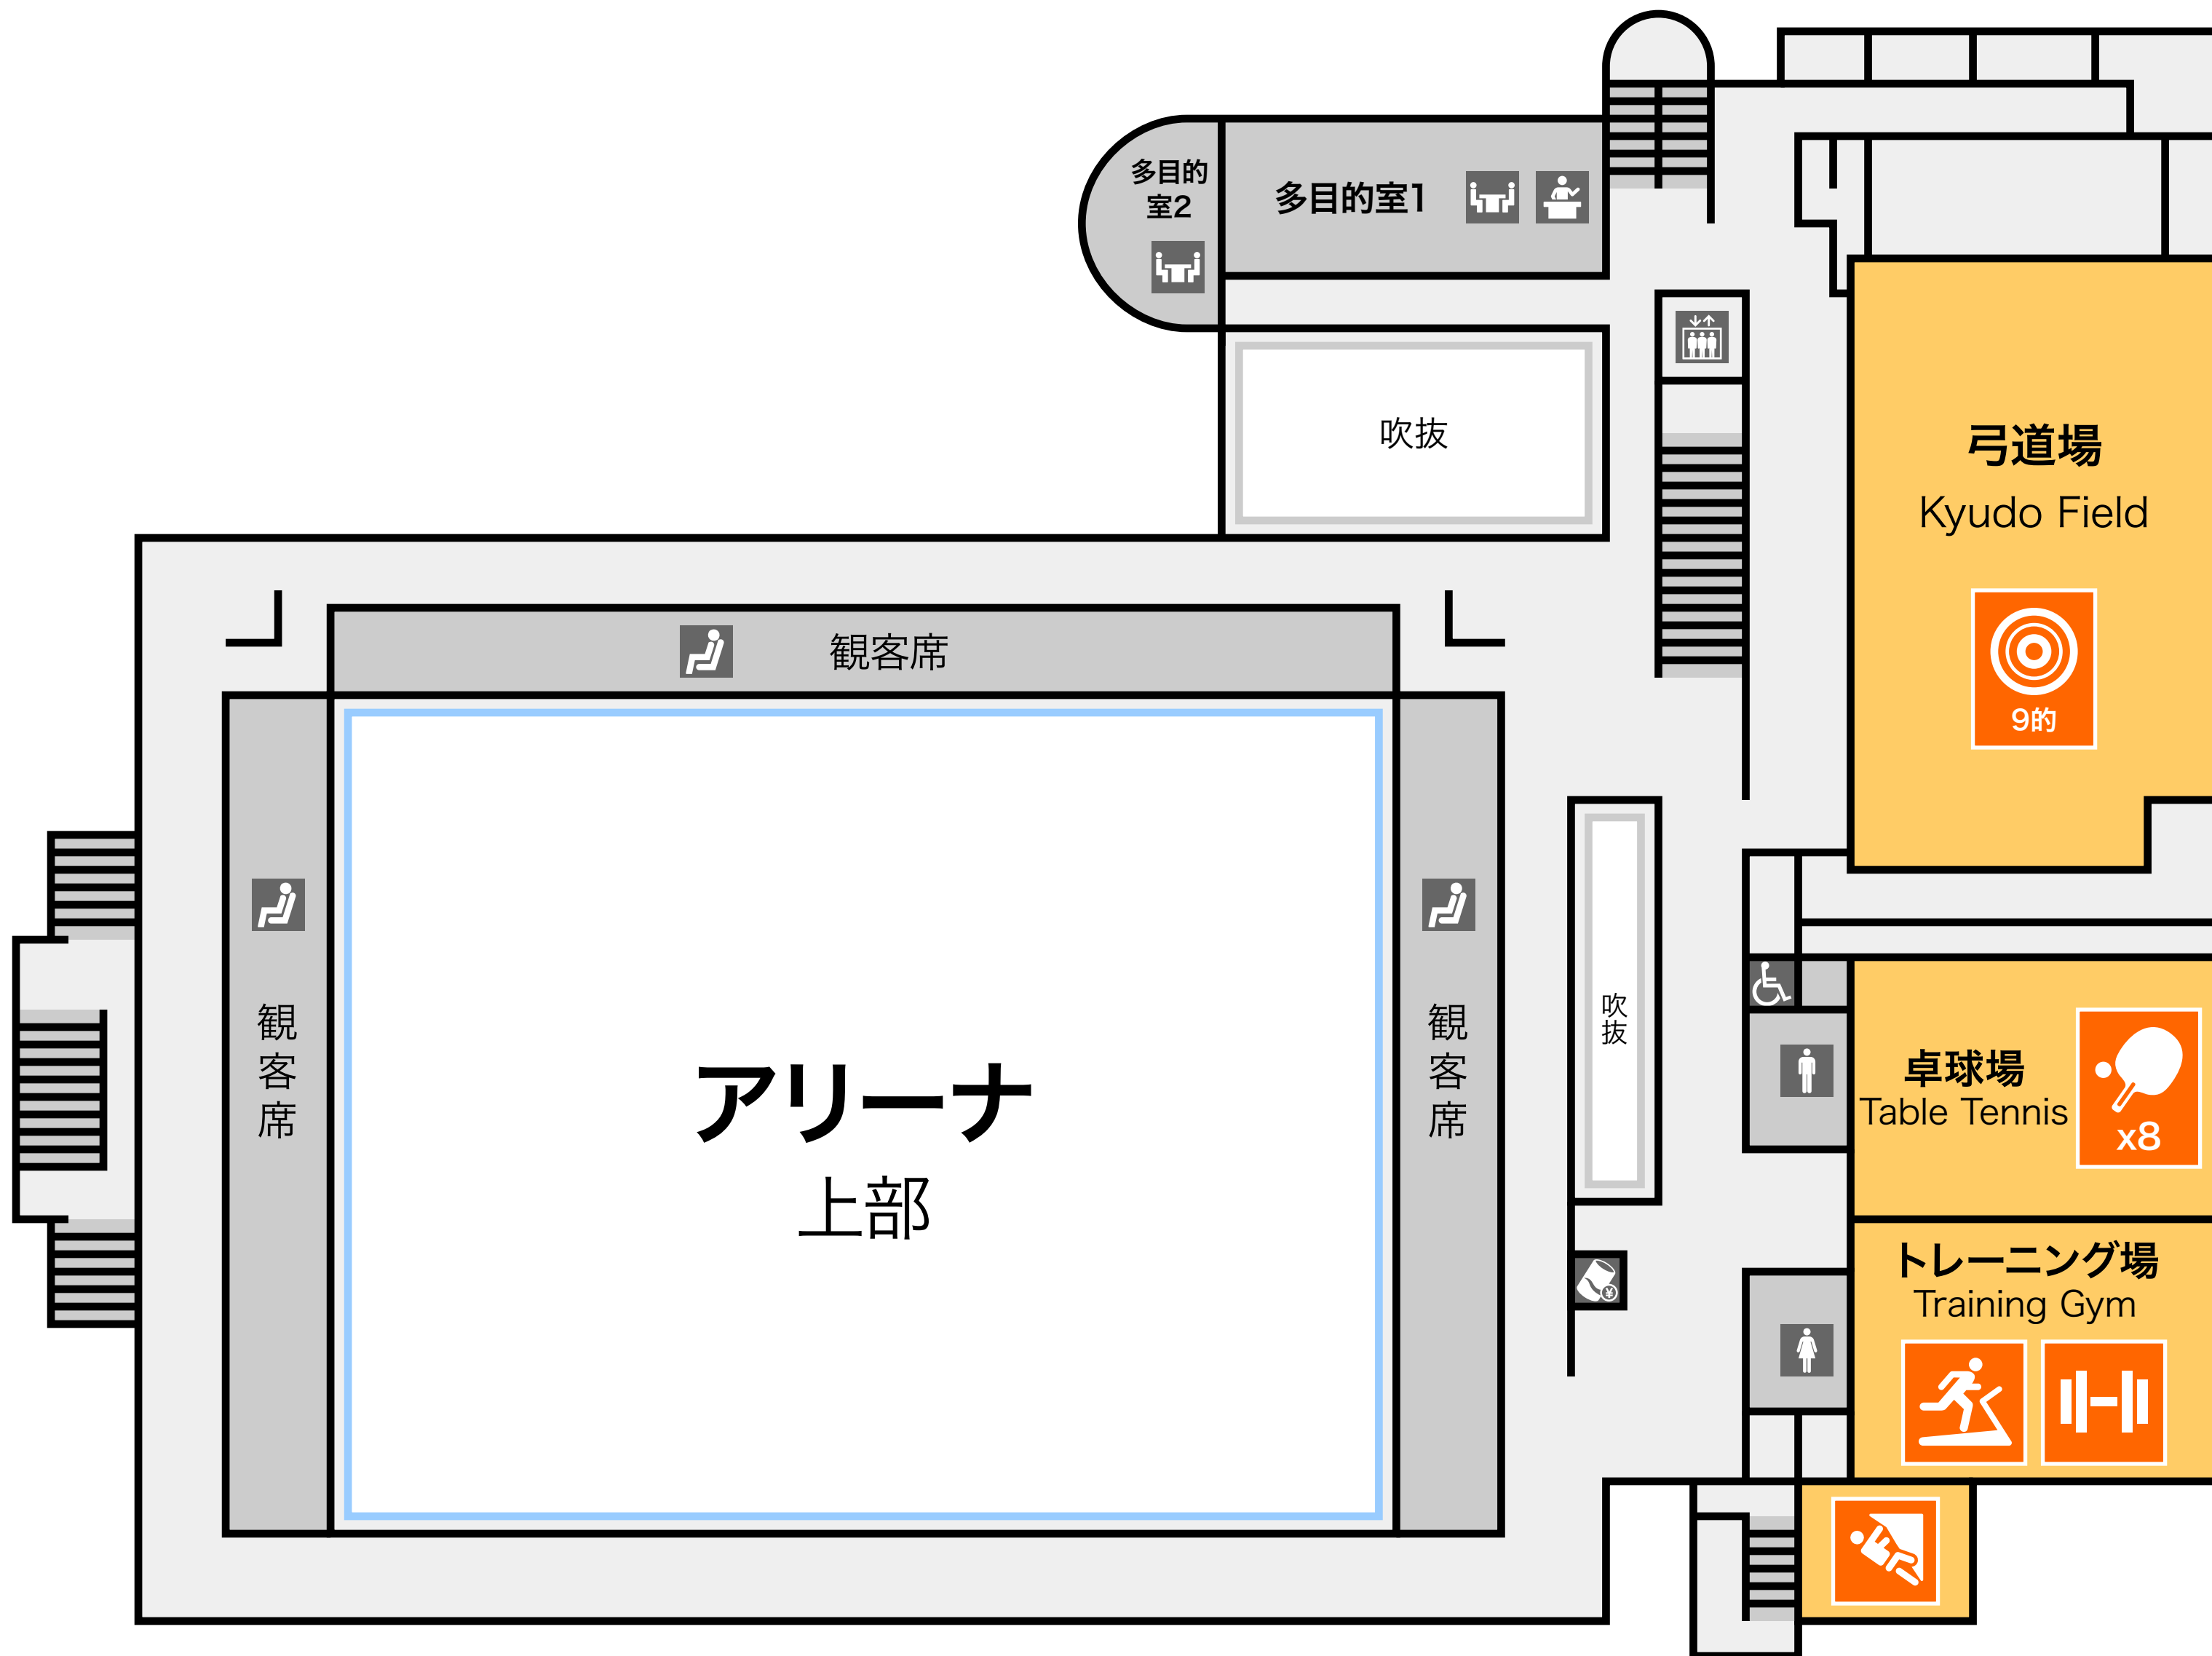 多目的
室2
多目的室1
吹抜
弓道場
Kyudo Field
9的
観客席
観客席
アリーナ
上部
観客席
吹抜
¥
卓球場
Table Tennis
x8
トレーニング場
Training Gym